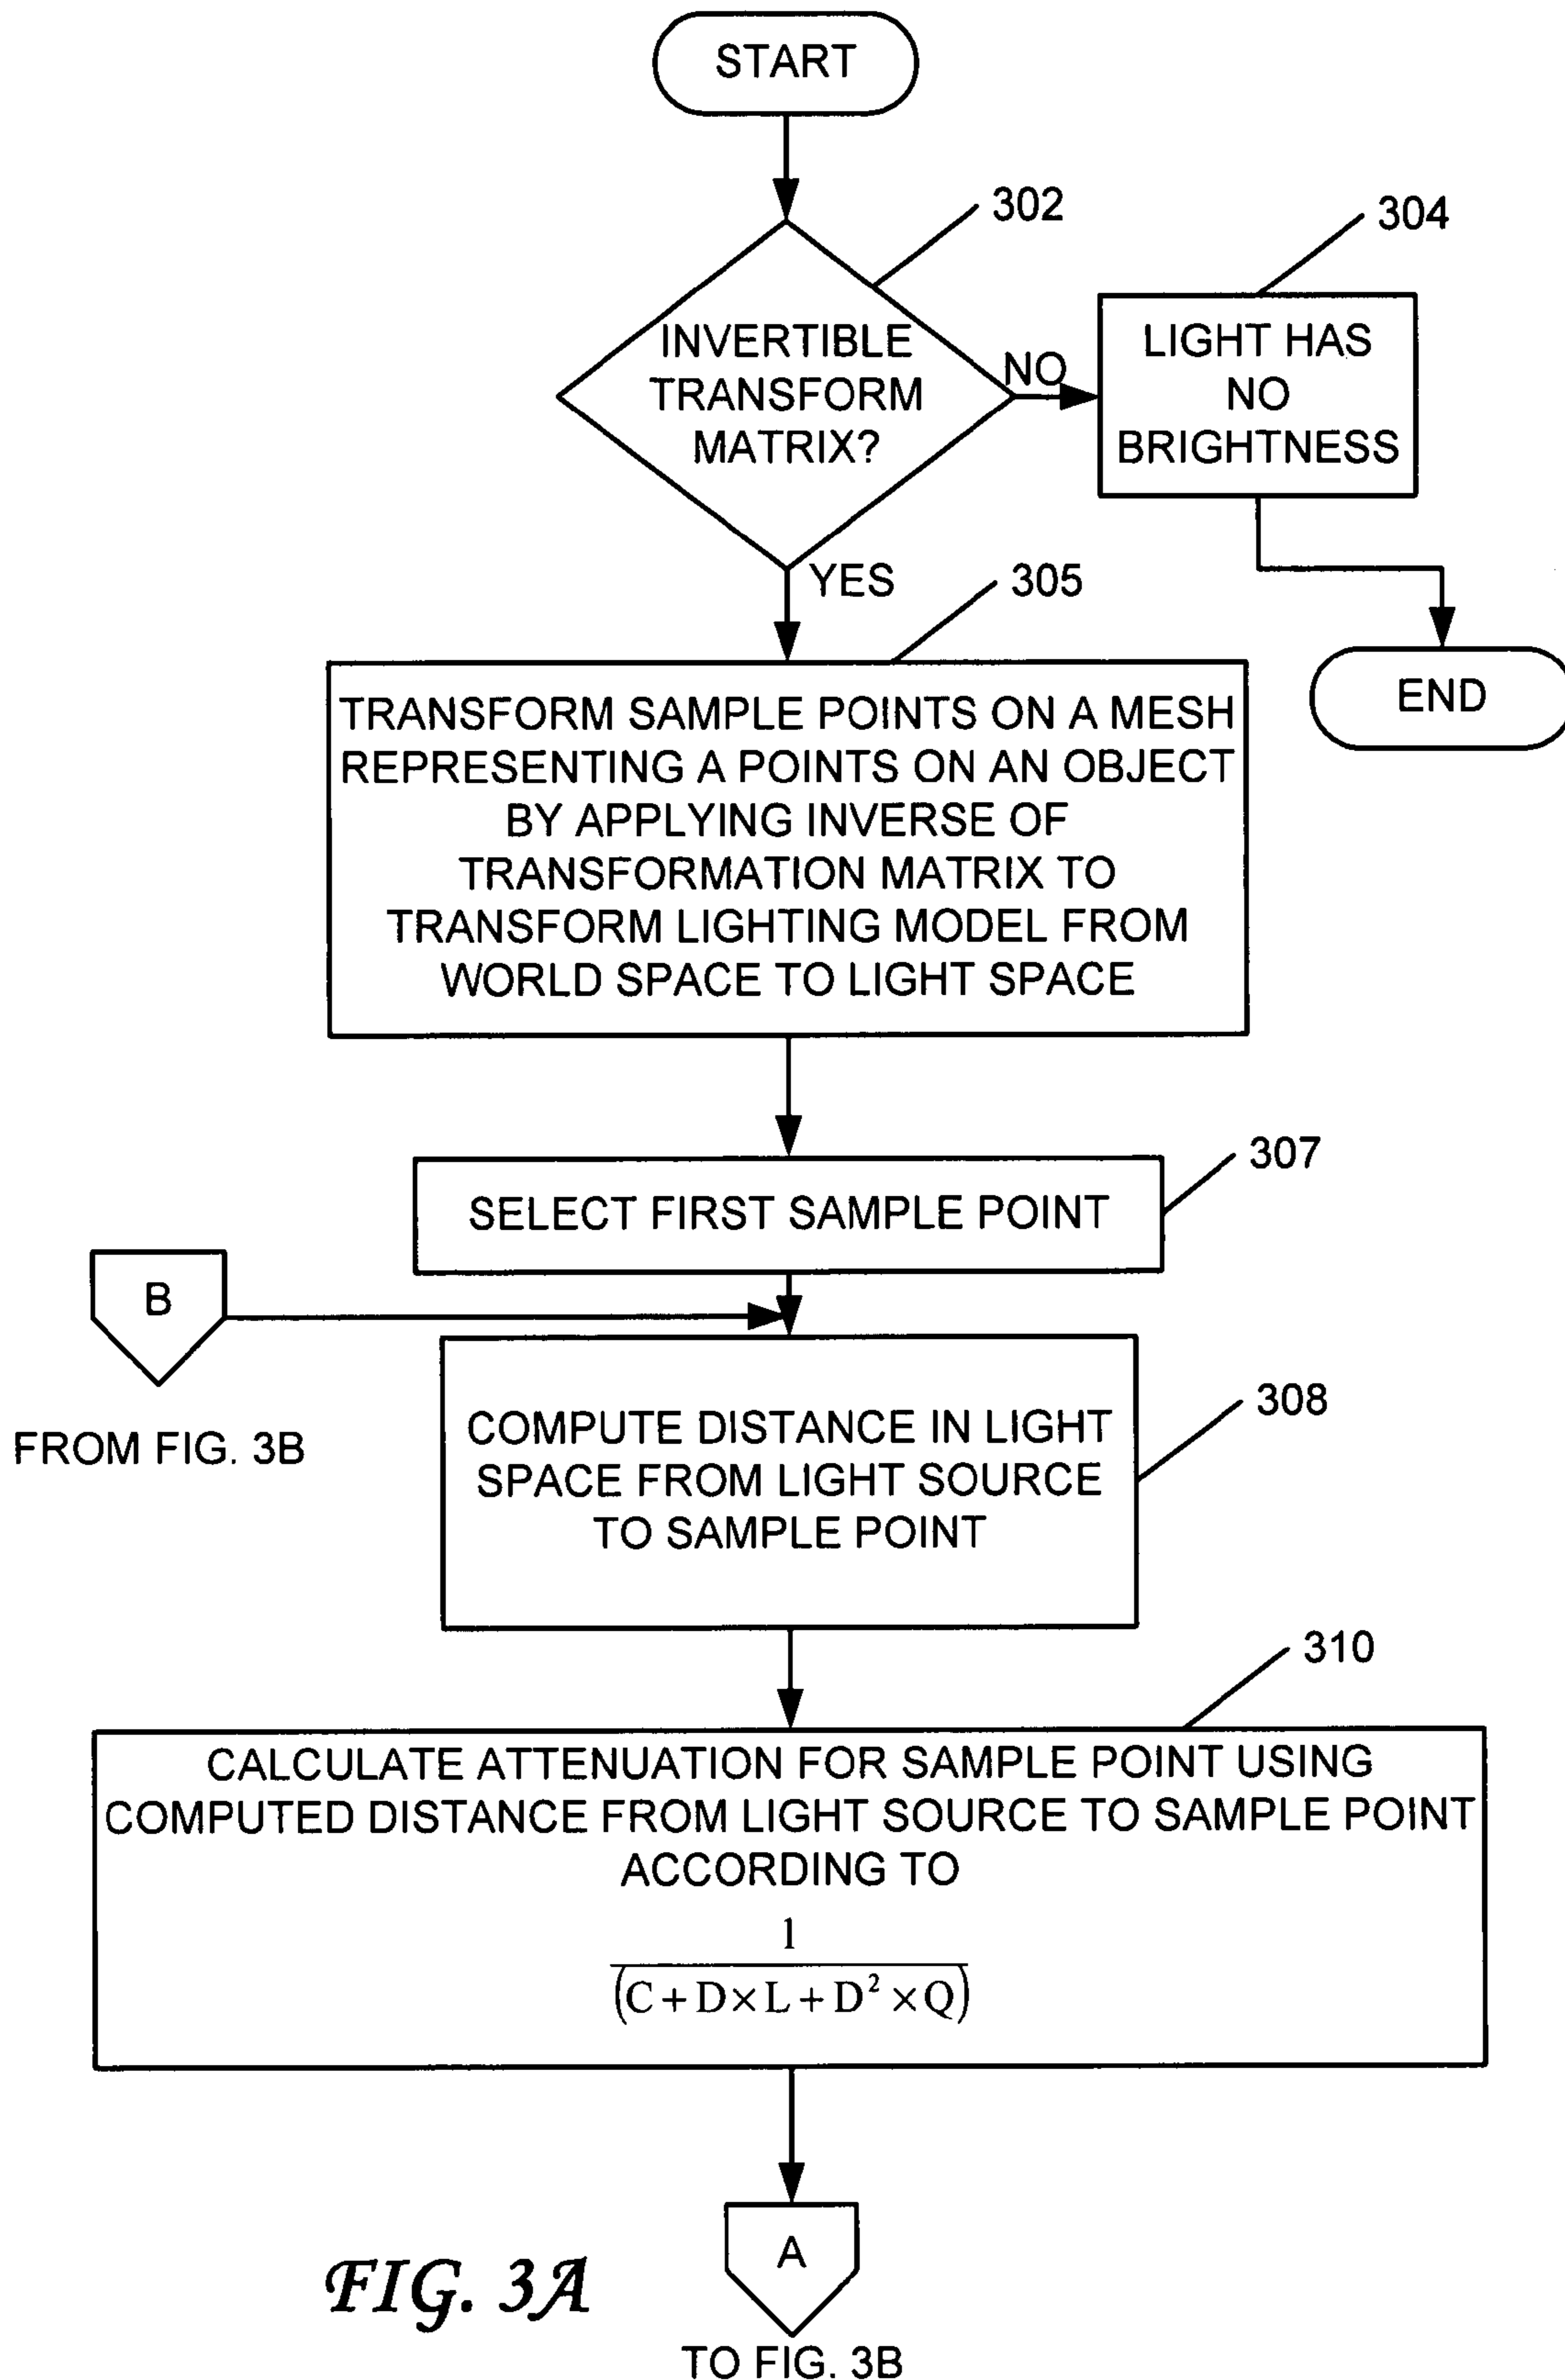 START
302
304
INVERTIBLE
TRANSFORM
MATRIX?
NO
LIGHT HAS
NO
BRIGHTNESS
YES
305
END
TRANSFORM SAMPLE POINTS ON A MESH
REPRESENTING A POINTS ON AN OBJECT
BY APPLYING INVERSE OF
TRANSFORMATION MATRIX TO
TRANSFORM LIGHTING MODEL FROM
WORLD SPACE TO LIGHT SPACE
307
SELECT FIRST SAMPLE POINT
B
FROM FIG. 3B
308
COMPUTE DISTANCE IN LIGHT
SPACE FROM LIGHT SOURCE
TO SAMPLE POINT
310
CALCULATE ATTENUATION FOR SAMPLE POINT USING
COMPUTED DISTANCE FROM LIGHT SOURCE TO SAMPLE POINT
ACCORDING TO
1
(C+D×L+D²×Q)
A
FIG. 3A
TO FIG. 3B